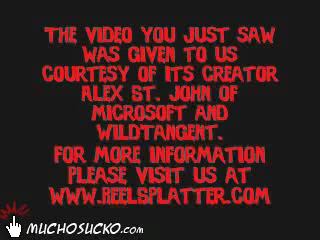 THE VIDEO YOU JUST SAW
WAS GIVEN TO US
COURTESY OF ITS CREATOR
ALEX ST. JOHN OF
MICROSOFT AND
WILDTANGENT.
FOR MORE INFORMATION
PLEASE VISIT US AT
WWW.REELSPLATTER.COM
MUCHOSUCKO.com